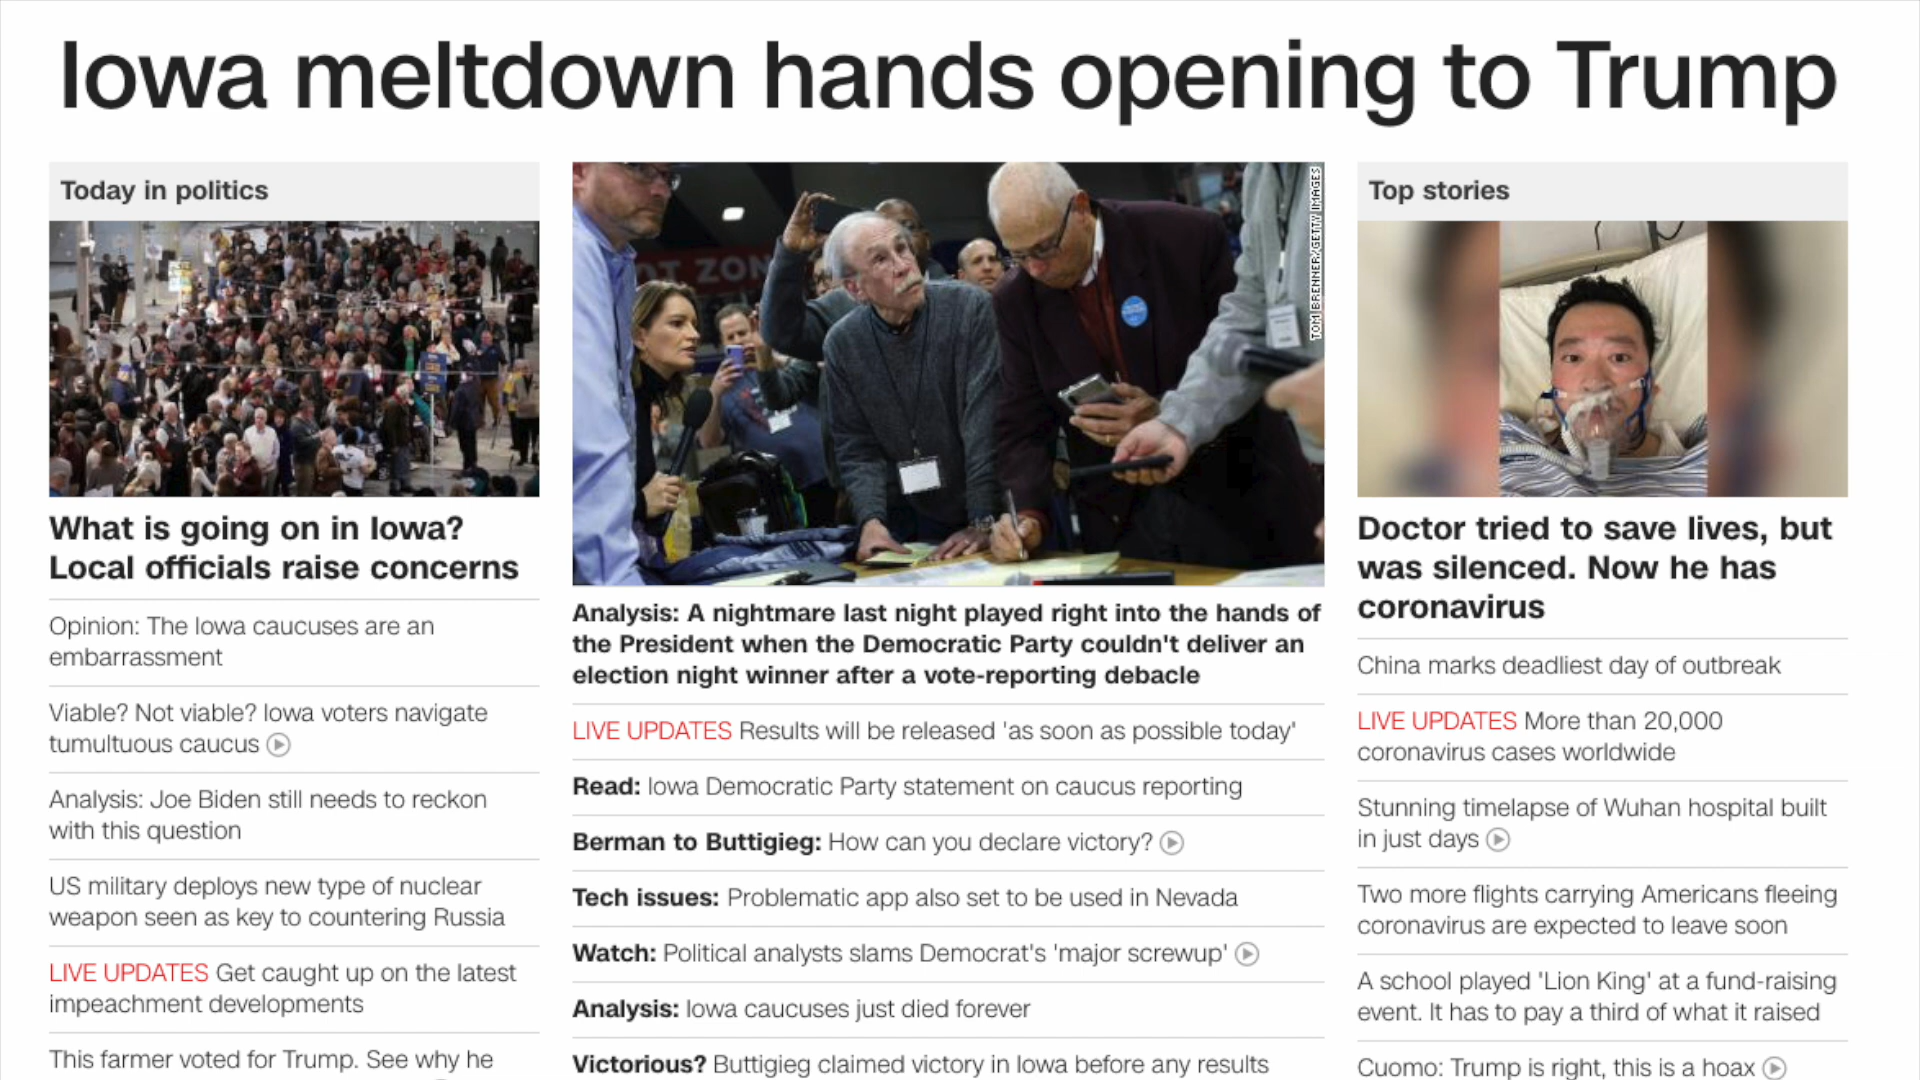 Iowa meltdown hands opening to Trump
Today in politics
What is going on in Iowa?
Local officials raise concerns
Opinion: The Iowa caucuses are an
embarrassment
Viable? Not viable? Iowa voters navigate
tumultuous caucus
Analysis: Joe Biden still needs to reckon
with this question
US military deploys new type of nuclear
weapon seen as key to countering Russia
LIVE UPDATES Get caught up on the latest
impeachment developments
This farmer voted for Trump. See why he
OT ZON
TOM BRENNER/GETTY IMAGES
Analysis: A nightmare last night played right into the hands of
the President when the Democratic Party couldn't deliver an
election night winner after a vote-reporting debacle
LIVE UPDATES Results will be released 'as soon as possible today'
Read: Iowa Democratic Party statement on caucus reporting
Berman to Buttigieg: How can you declare victory?
Tech issues: Problematic app also set to be used in Nevada
Watch: Political analysts slams Democrat's 'major screwup'
Analysis: Iowa caucuses just died forever
Victorious? Buttigieg claimed victory in Iowa before any results
Top stories
Doctor tried to save lives, but
was silenced. Now he has
coronavirus
China marks deadliest day of outbreak
LIVE UPDATES More than 20,000
coronavirus cases worldwide
Stunning timelapse of Wuhan hospital built
in just days
Two more flights carrying Americans fleeing
coronavirus are expected to leave soon
A school played 'Lion King' at a fund-raising
event. It has to pay a third of what it raised
Cuomo: Trump is right, this is a hoax